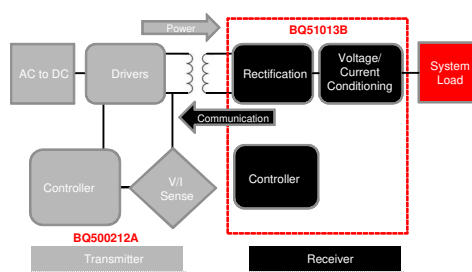 Power
BQ51013B
AC to DC
Drivers
Rectification
Voltage/
Current
Conditioning
System
Load
Communication
Controller
V/I
Sense
Controller
BQ500212A
Transmitter
Receiver